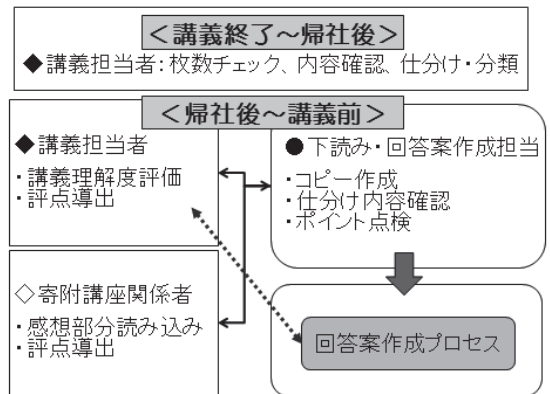 ＜講義終了～帰社後＞
◆講義担当者：枚数チェック、内容確認、仕分け・分類
＜帰社後～講義前＞
◆講義担当者
・講義理解度評価
・評点導出
●下読み・回答案作成担当
・コピー作成
・仕分け内容確認
・ポイント点検
◇寄附講座関係者
・感想部分読み込み
・評点導出
回答案作成プロセス